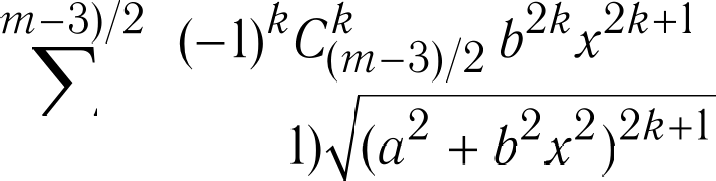 m−3)/2
∑ (−1)^k C^k_{(m−3)/2} b^{2k} x^{2k+1}
1)√(a^2 + b^2x^2)^{2k+1}